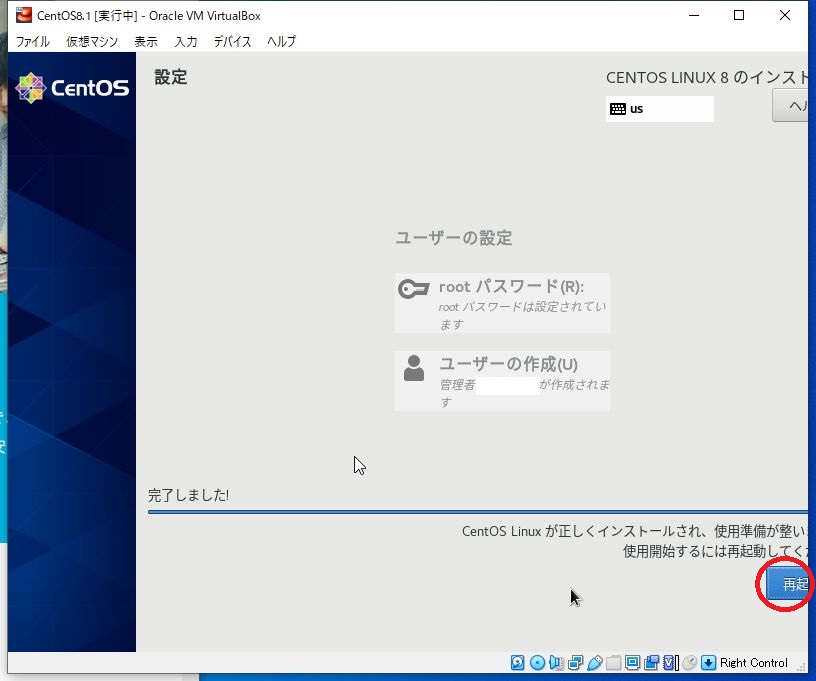 CentOS8.1 [実行中] - Oracle VM VirtualBox
ファイル 仮想マシン 表示 入力 デバイス ヘルプ
CentOS
設定
CENTOS LINUX 8 のインスト
us
ヘル
ユーザーの設定
root パスワード(R):
root パスワードは設定されてい
ます
ユーザーの作成(U)
管理者 が作成されま
す
完了しました!
CentOS Linux が正しくインストールされ、使用準備が整い
使用開始するには再起動してく
再起
Right Control